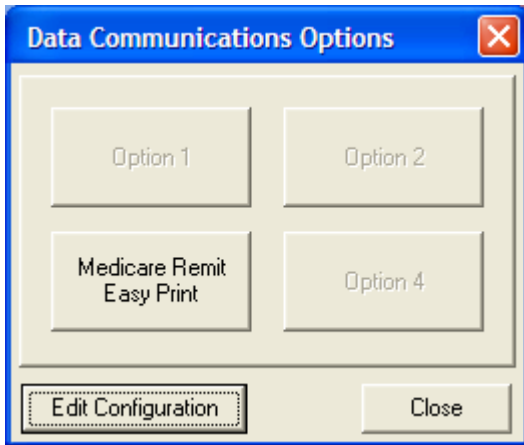 Data Communications Options
Option 1
Option 2
Medicare Remit
Easy Print
Option 4
Edit Configuration
Close